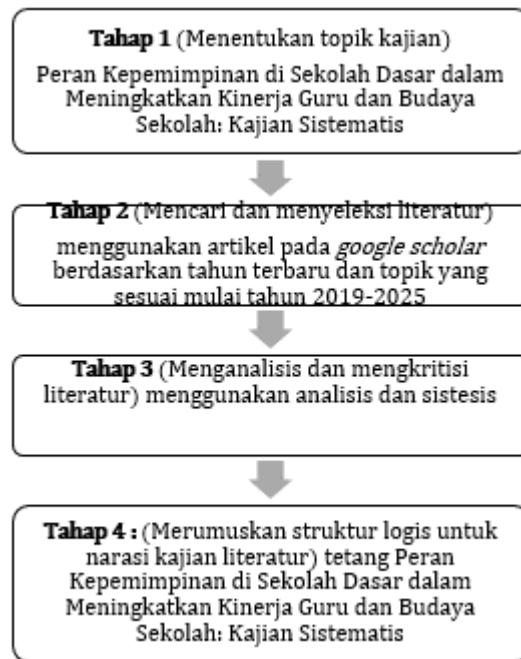 Tahap 1 (Menentukan topik kajian)
Peran Kepemimpinan di Sekolah Dasar dalam
Meningkatkan Kinerja Guru dan Budaya
Sekolah: Kajian Sistematis
Tahap 2 (Mencari dan menyeleksi literatur)
menggunakan artikel pada google scholar
berdasarkan tahun terbaru dan topik yang
sesuai mulai tahun 2019-2025
Tahap 3 (Menganalisis dan mengkritisi
literatur) menggunakan analisis dan sistesis
Tahap 4 : (Merumuskan struktur logis untuk
narasi kajian literatur) tetang Peran
Kepemimpinan di Sekolah Dasar dalam
Meningkatkan Kinerja Guru dan Budaya
Sekolah: Kajian Sistematis